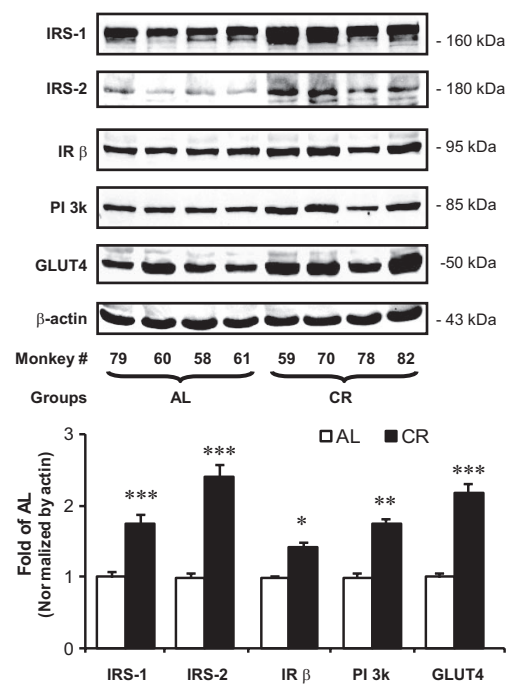 IRS-1
- 160 kDa
IRS-2
- 180 kDa
IR β
- 95 kDa
PI 3k
- 85 kDa
GLUT4
-50 kDa
β-actin
- 43 kDa
Monkey # 79 60 58 61 59 70 78 82
Groups AL CR
Fold of AL
(Nor malized by actin)
3
2
1
0
AL CR
***
***
*
**
***
IRS-1 IRS-2 IR β PI 3k GLUT4